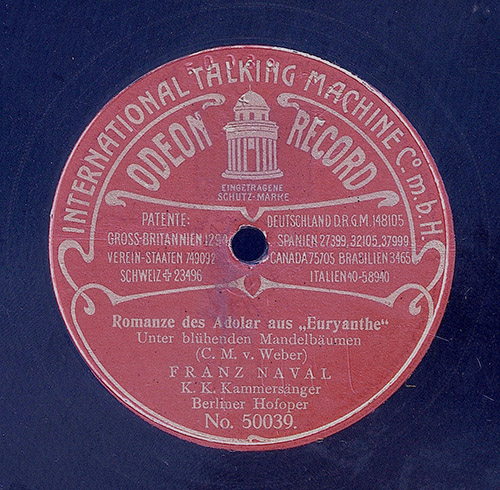 INTERNATIONAL TALKING MACHINE Co. m. b. H.
ODEON RECORD
EINGETRAGENE
SCHUTZ-MARKE
PATENTE:
GROSS-BRITANNIEN
VEREIN-STAATEN 749092
SCHWEIZ ✚ 23496
DEUTSCHLAND D.R.G.M. 148105
SPANIEN 27399, 32105, 37999
CANADA 75705 BRASILIEN 3465
ITALIEN 40-58940
Romanze des Adolar aus „Euryanthe“
Unter blühenden Mandelbäumen
(C. M. v. Weber)
FRANZ NAVAL
K. K. Kammersänger
Berliner Hofoper
No. 50039.